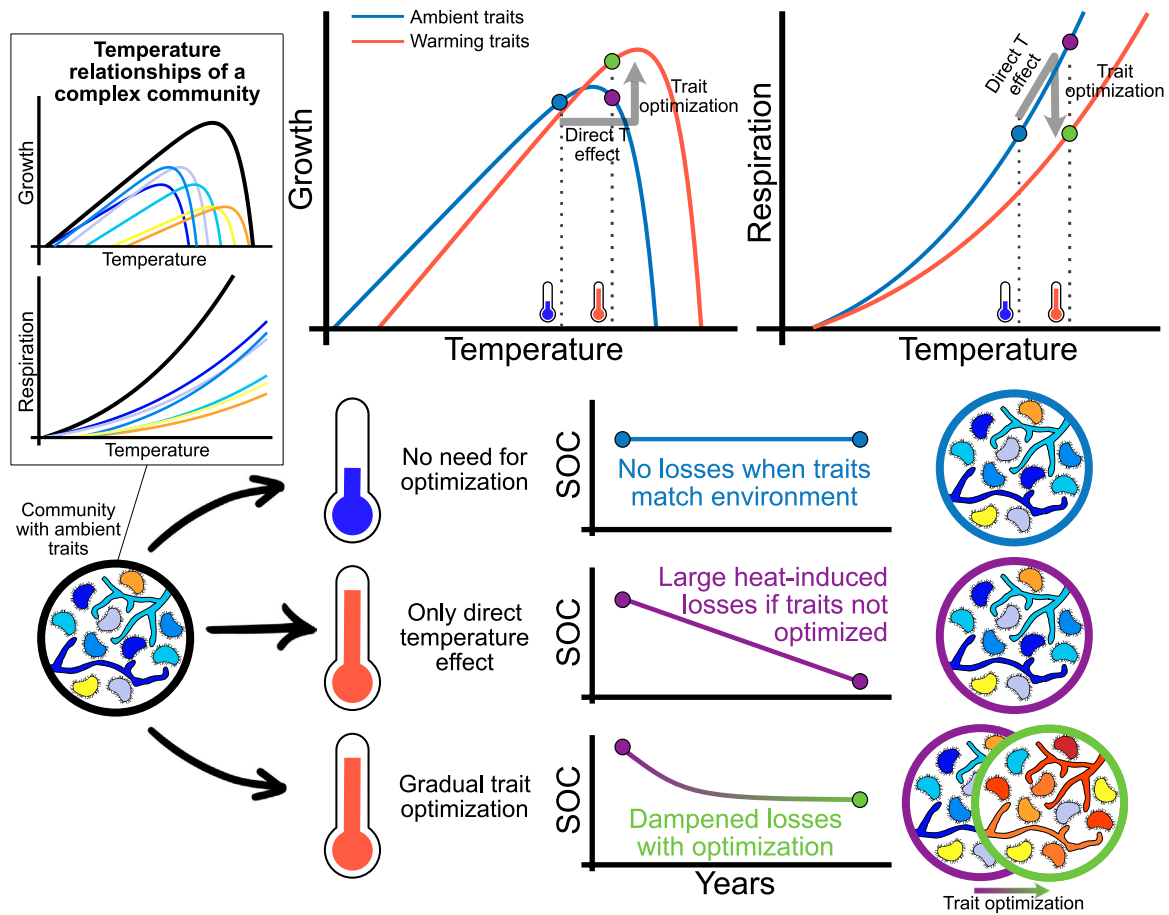 Temperature
relationships of a
complex community
Growth
Temperature
Respiration
Temperature
Ambient traits
Warming traits
Growth
Trait
optimization
Direct T
effect
Temperature
Respiration
Direct T
effect
Trait
optimization
Temperature
Community
with ambient
traits
No need for
optimization
SOC
No losses when traits
match environment
Only direct
temperature
effect
SOC
Large heat-induced
losses if traits not
optimized
Gradual trait
optimization
SOC
Dampened losses
with optimization
Years
Trait optimization